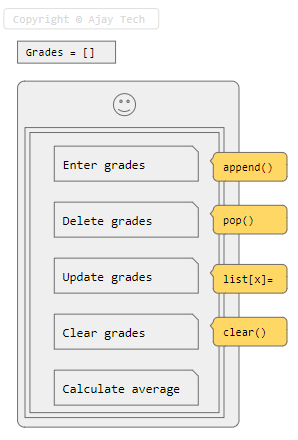 Copyright © Ajay Tech
Grades = []
Enter grades
append()
Delete grades
pop()
Update grades
list[x]=
Clear grades
clear()
Calculate average